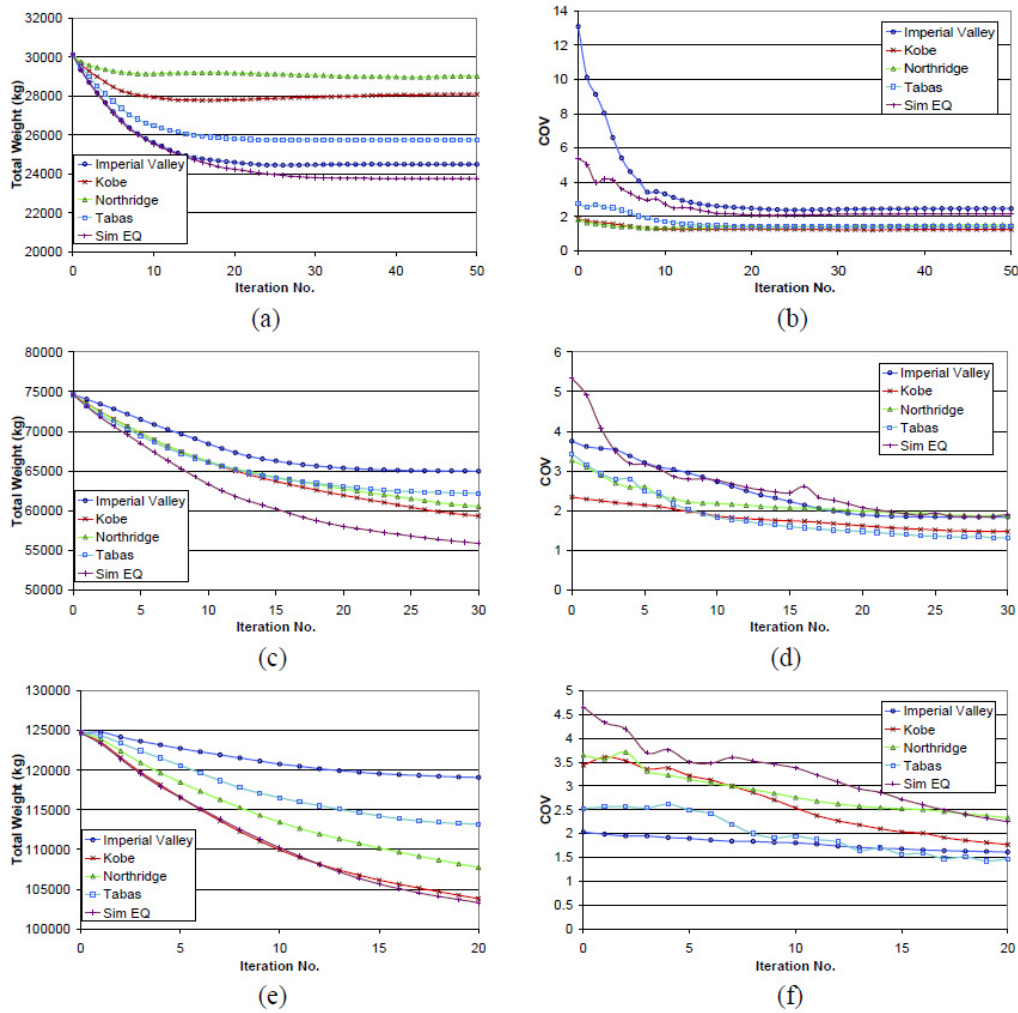 32000
30000
28000
26000
24000
22000
20000
Total Weight (kg)
Imperial Valley
Kobe
Northridge
Tabas
Sim EQ
0 10 20 30 40 50
Iteration No.
(a)
14
12
10
8
6
4
2
0
COV
Imperial Valley
Kobe
Northridge
Tabas
Sim EQ
0 10 20 30 40 50
Iteration No.
(b)
80000
75000
70000
65000
60000
55000
50000
Total Weight (kg)
Imperial Valley
Kobe
Northridge
Tabas
Sim EQ
0 5 10 15 20 25 30
Iteration No.
(c)
6
5
4
3
2
1
0
COV
Imperial Valley
Kobe
Northridge
Tabas
Sim EQ
0 5 10 15 20 25 30
Iteration No.
(d)
130000
125000
120000
115000
110000
105000
100000
Total Weight (kg)
Imperial Valley
Kobe
Northridge
Tabas
Sim EQ
0 5 10 15 20
Iteration No.
(e)
5
4.5
4
3.5
3
2.5
2
1.5
1
0.5
0
COV
Imperial Valley
Kobe
Northridge
Tabas
Sim EQ
0 5 10 15 20
Iteration No.
(f)